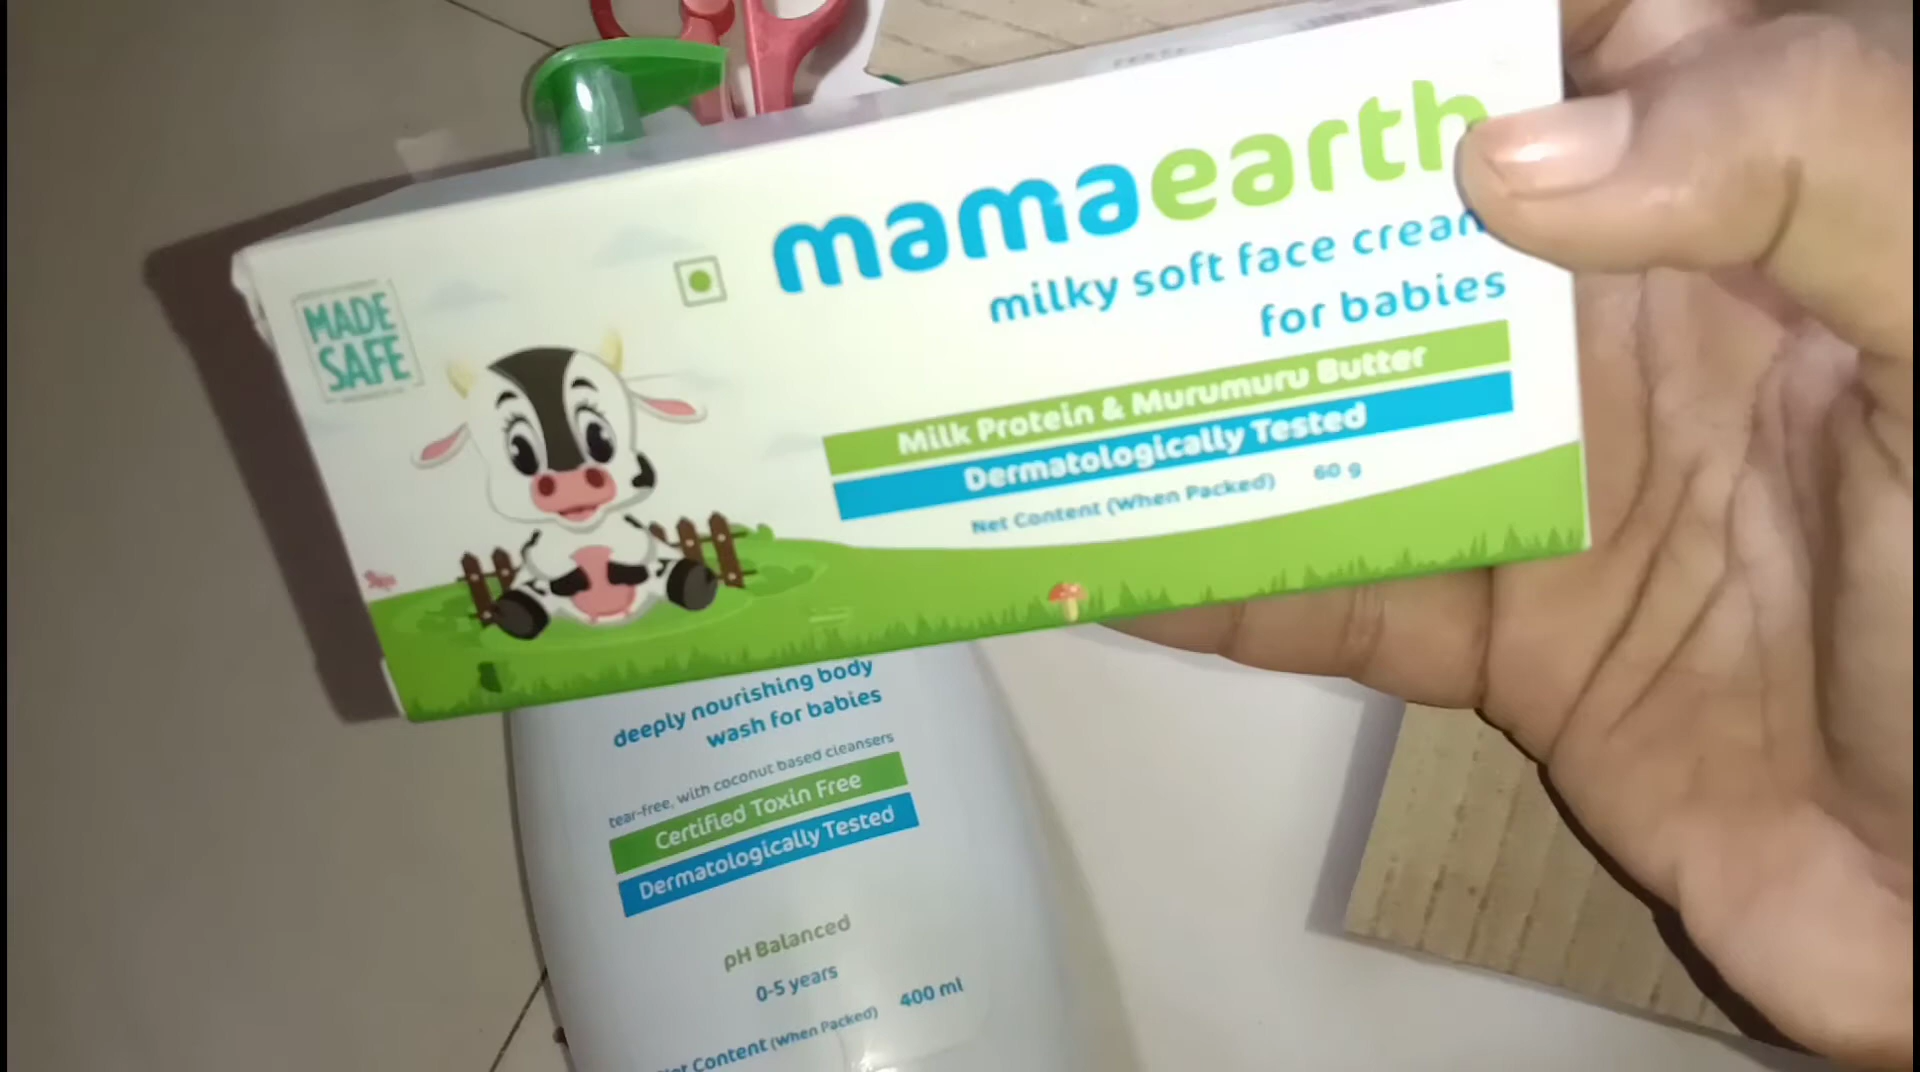 MADE
SAFE
mamaearth
milky soft face cream
for babies
Milk Protein & Murumuru Butter
Dermatologically Tested
Net Content (When Packed) 60 g
deeply nourishing body
wash for babies
tear-free, with coconut based cleansers
Certified Toxin Free
Dermatologically Tested
pH Balanced
0-5 years
Content (When Packed) 400 ml